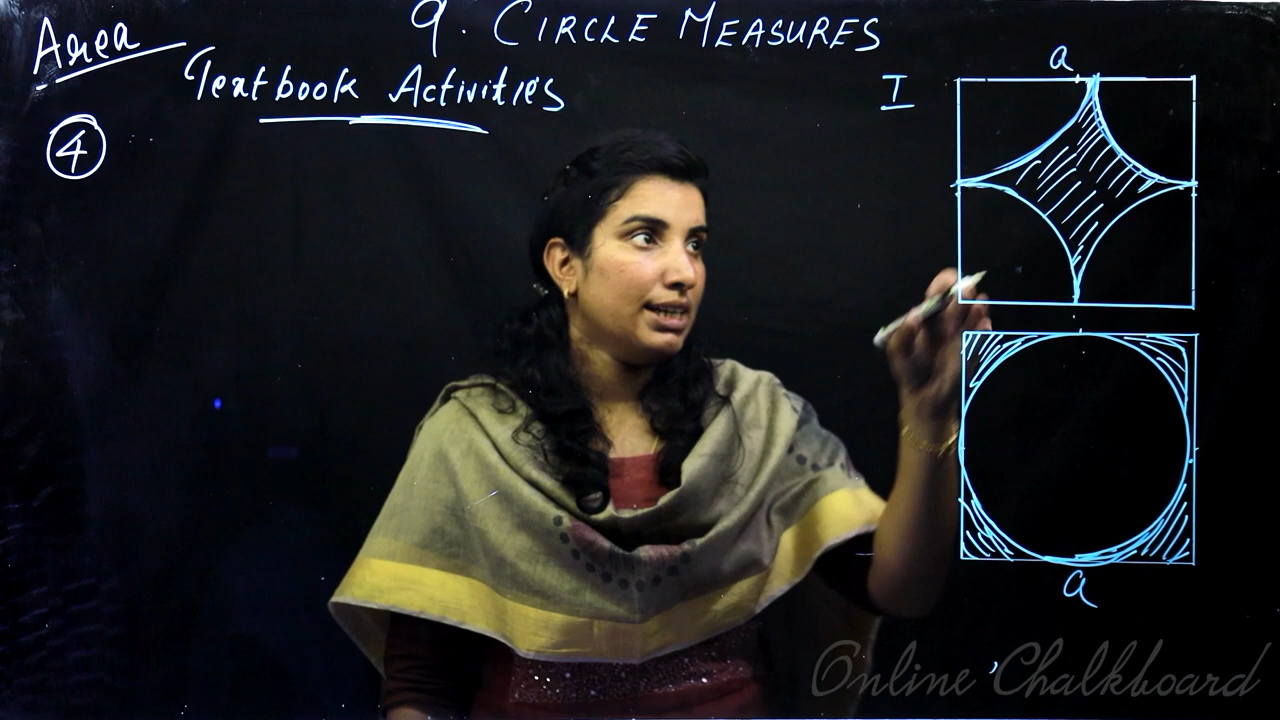 9. CIRCLE MEASURES
Area
Textbook Activities
4
I
a
a
Online Chalkboard